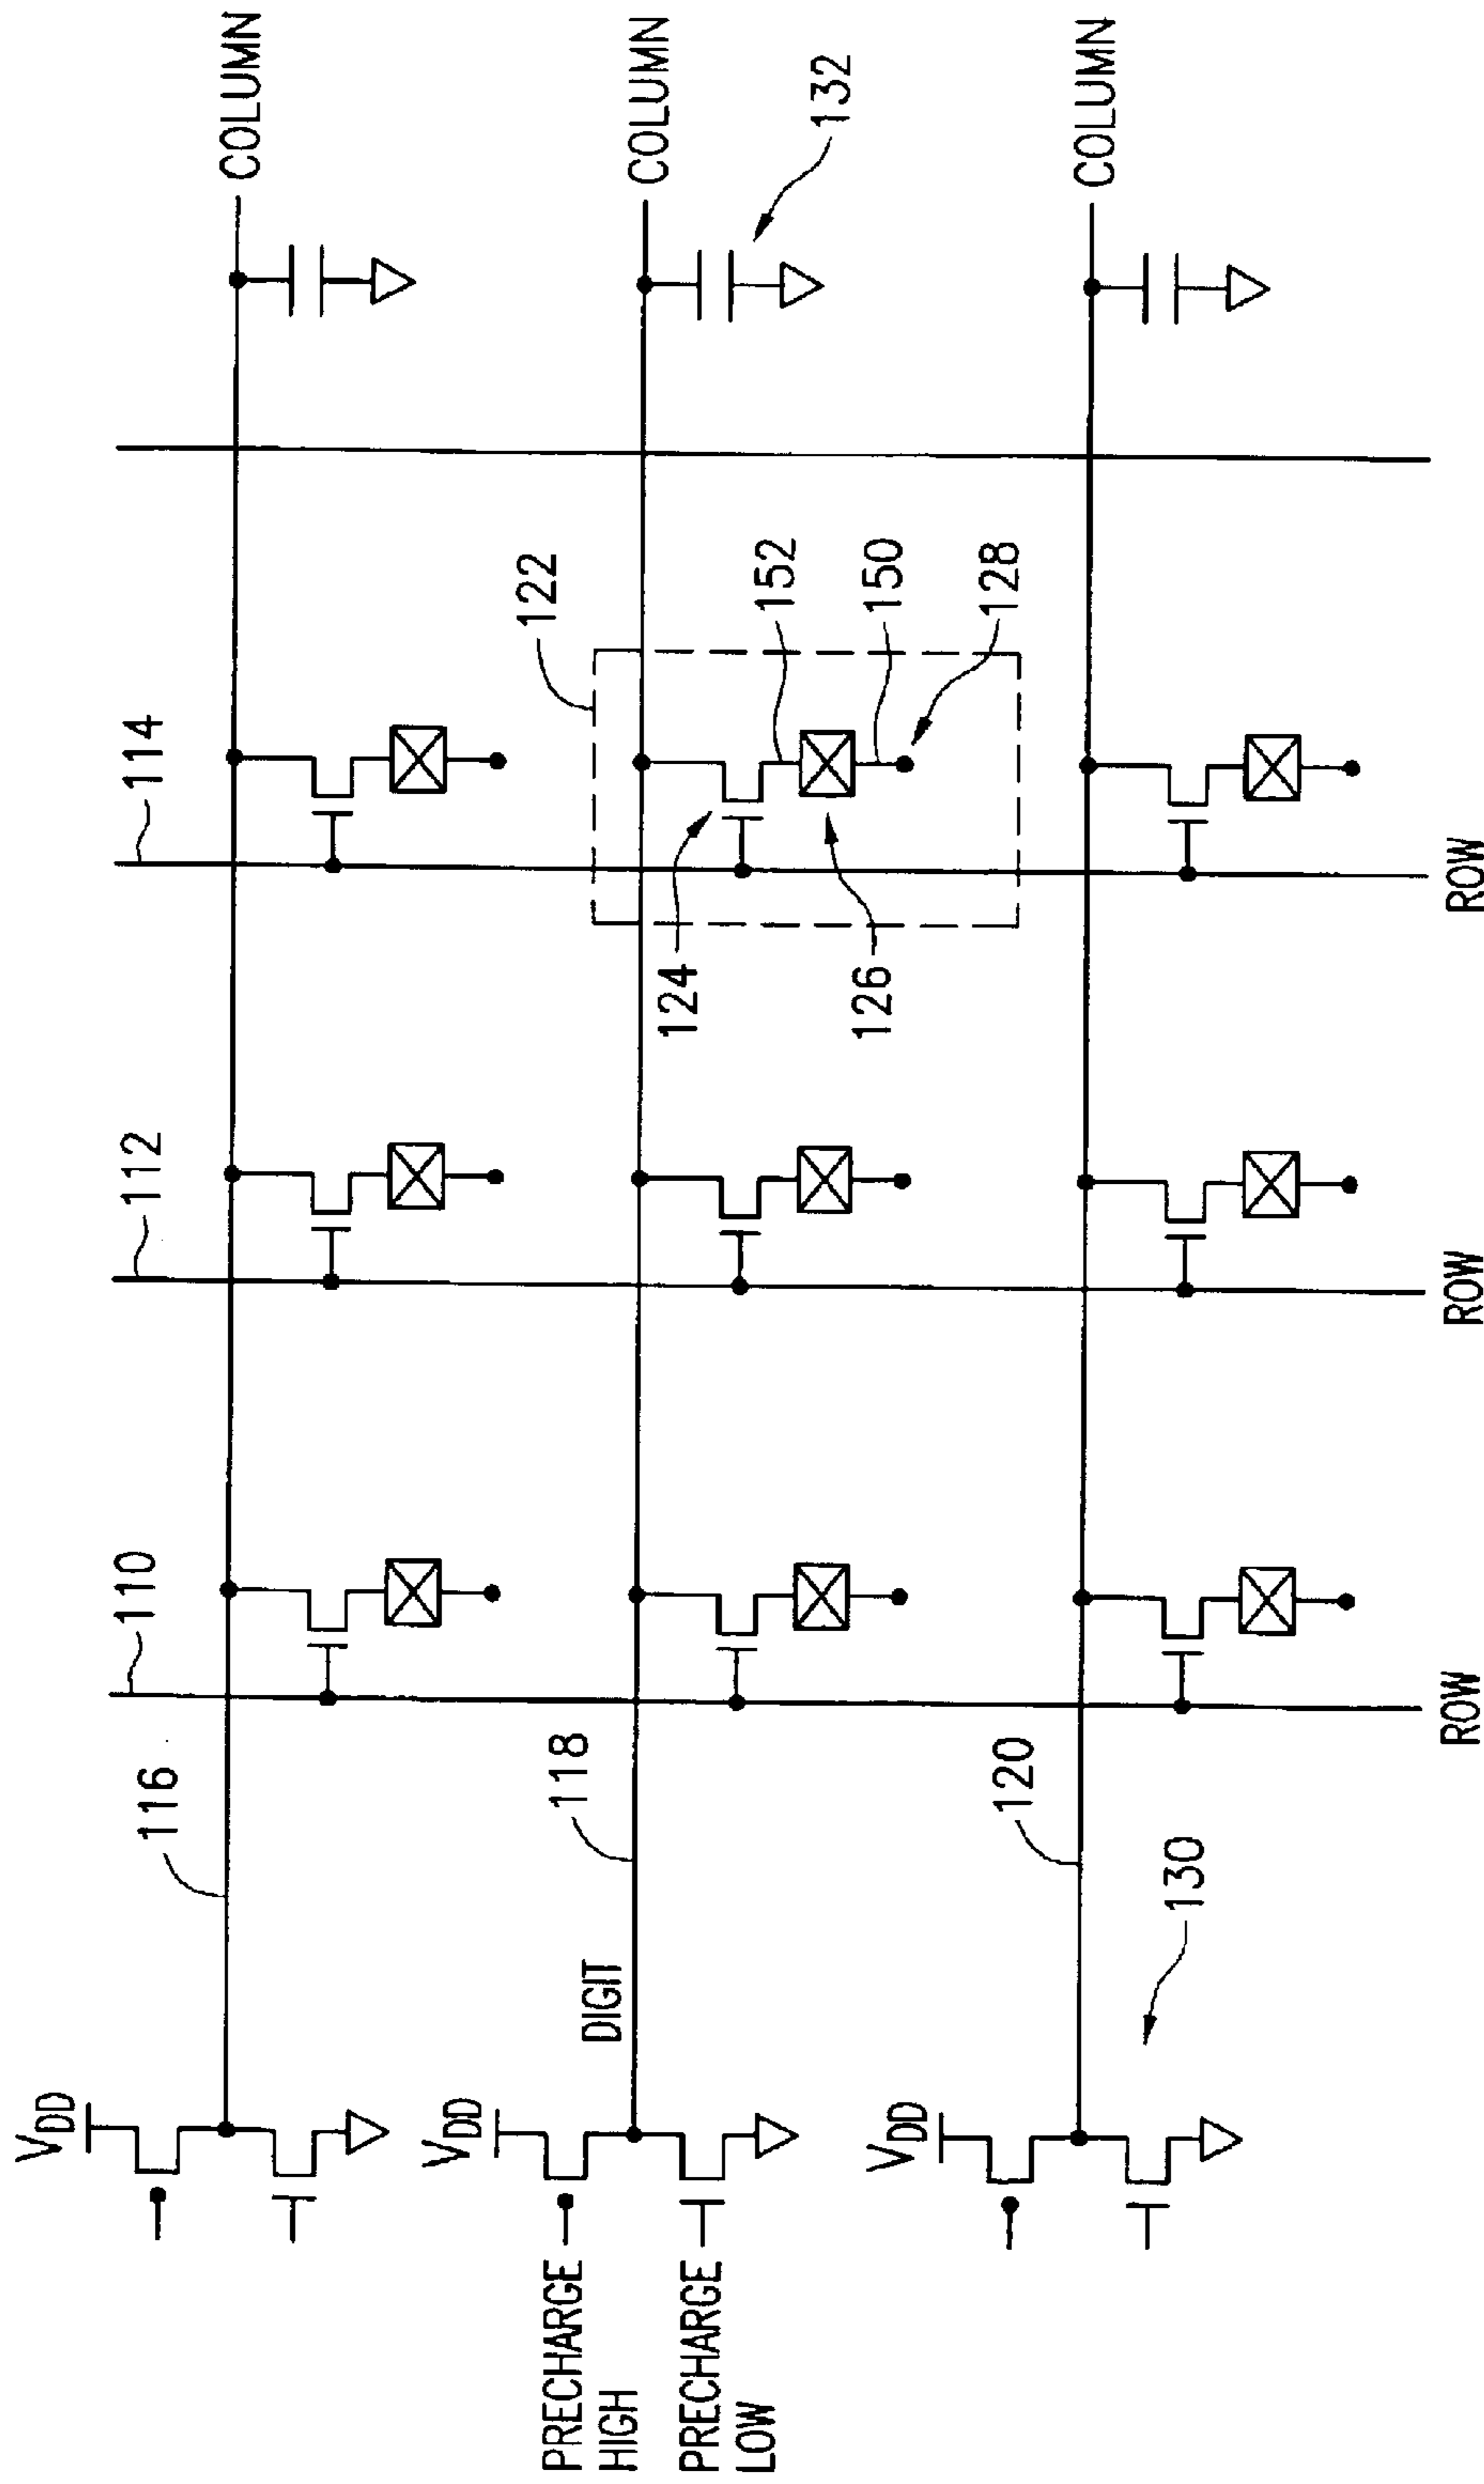 COLUMN
COLUMN
COLUMN
132
114
122
152
150
128
124
126
ROW
112
ROW
110
ROW
116
118
120
130
DIGIT
VDD
VDD
VDD
PRECHARGE
HIGH
PRECHARGE
LOW